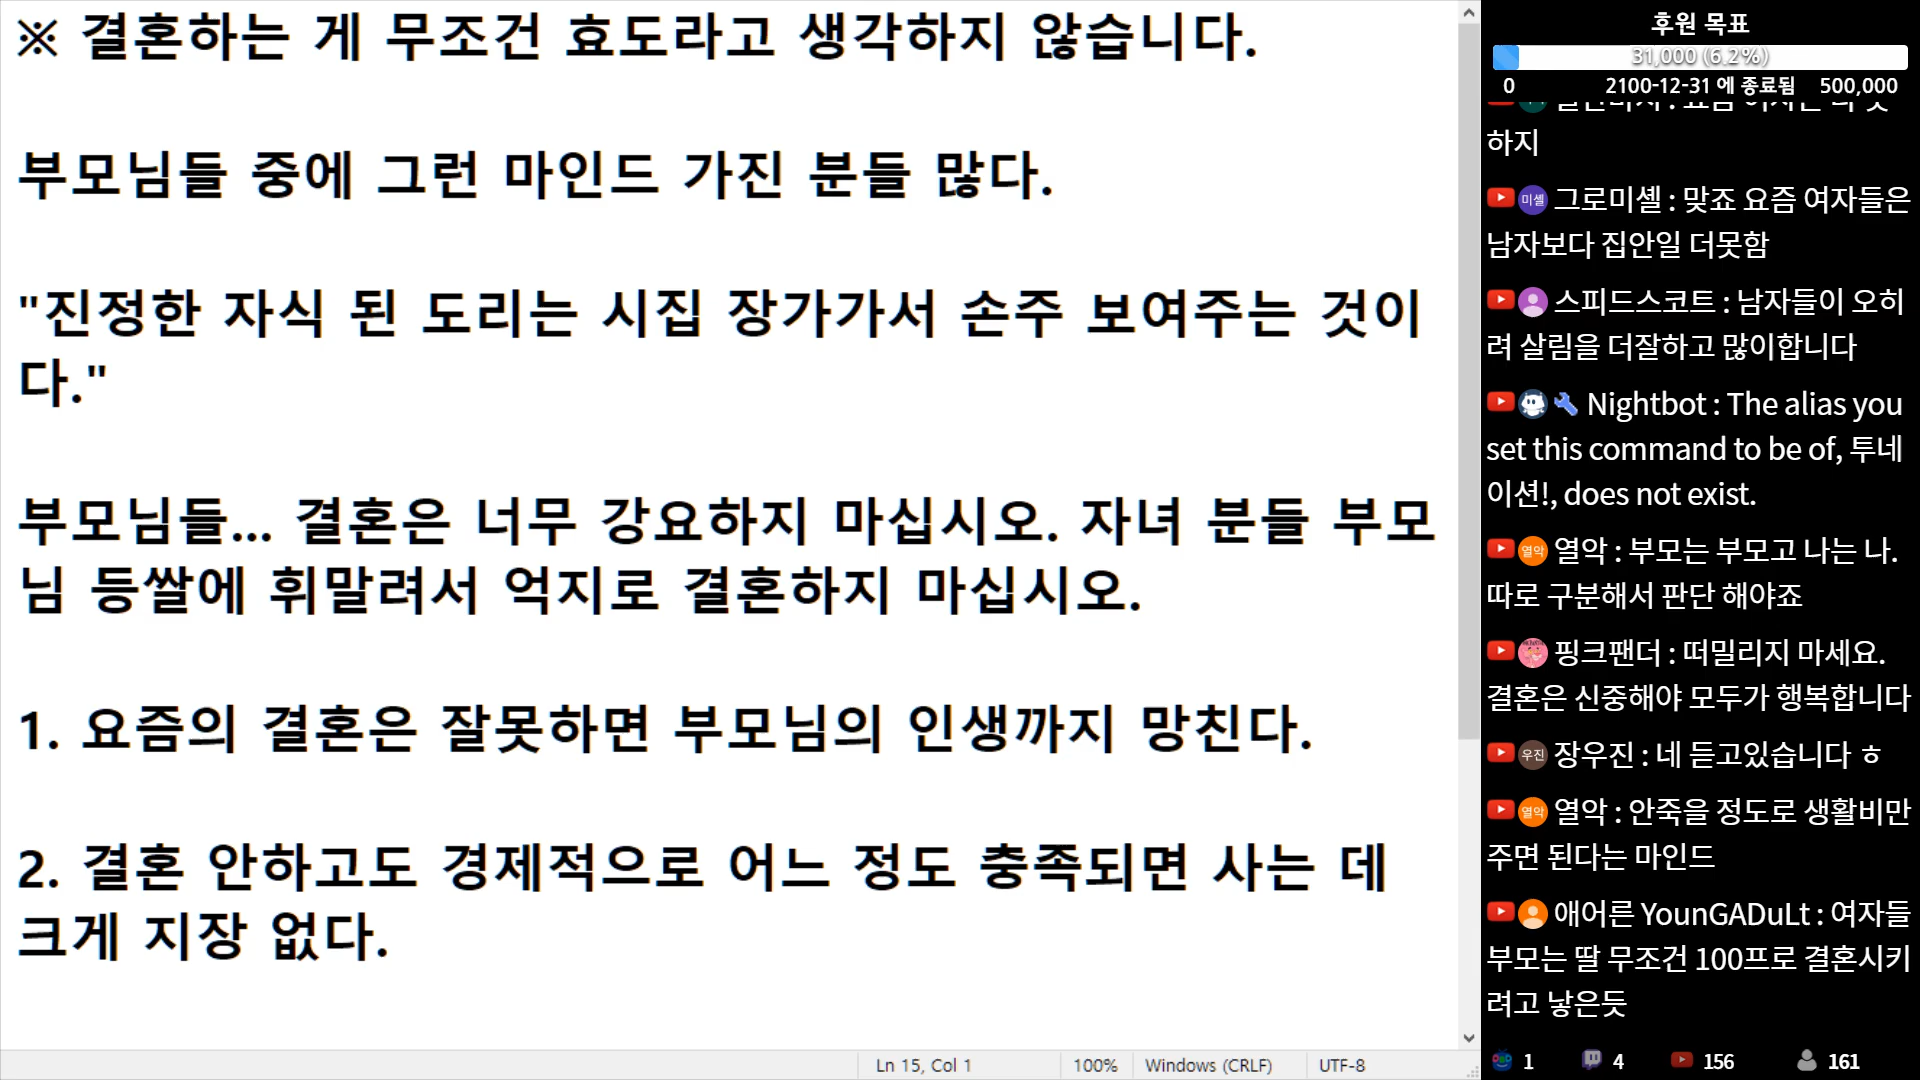 ※ 결혼하는 게 무조건 효도라고 생각하지 않습니다.
부모님들 중에 그런 마인드 가진 분들 많다.
"진정한 자식 된 도리는 시집 장가가서 손주 보여주는 것이
다."
부모님들... 결혼은 너무 강요하지 마십시오. 자녀 분들 부모
님 등쌀에 휘말려서 억지로 결혼하지 마십시오.
1. 요즘의 결혼은 잘못하면 부모님의 인생까지 망친다.
2. 결혼 안하고도 경제적으로 어느 정도 충족되면 사는 데
크게 지장 없다.
Ln 15, Col 1 100% Windows (CRLF) UTF-8
후원 목표
31,000 (6.2%)
0 2100-12-31 에 종료됨 500,000
하지
미셸 그로미셸 : 맞죠 요즘 여자들은
남자보다 집안일 더못함
스피드스코트 : 남자들이 오히
려 살림을 더잘하고 많이합니다
Nightbot : The alias you
set this command to be of, 투네
이션!, does not exist.
열악 열악 : 부모는 부모고 나는 나.
따로 구분해서 판단 해야죠
핑크팬더 : 떠밀리지 마세요.
결혼은 신중해야 모두가 행복합니다
우진 장우진 : 네 듣고있습니다 ㅎ
열악 열악 : 안죽을 정도로 생활비만
주면 된다는 마인드
애어른 YounGADuLt : 여자들
부모는 딸 무조건 100프로 결혼시키
려고 낳은듯
1 4 156 161